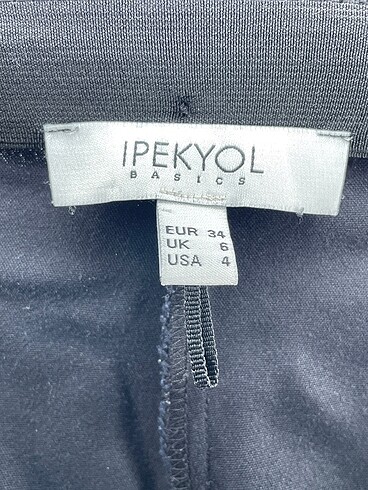 IPEKYOL
BASICS
EUR 34
UK 6
USA 4